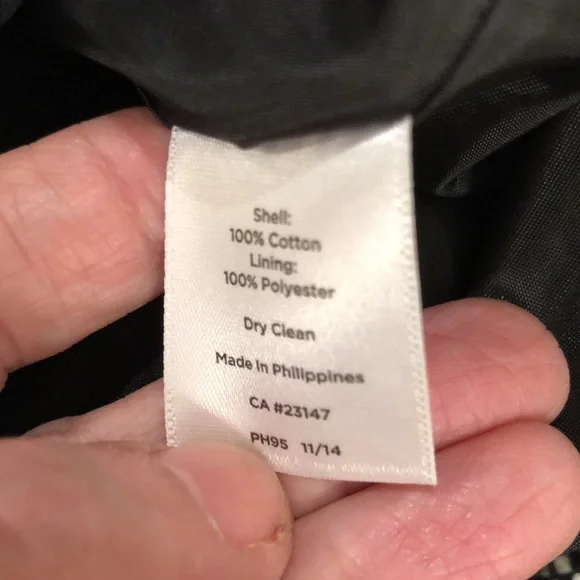 Shell:
100% Cotton
Lining:
100% Polyester
Dry Clean
Made In Philippines
CA #23147
PH95 11/14